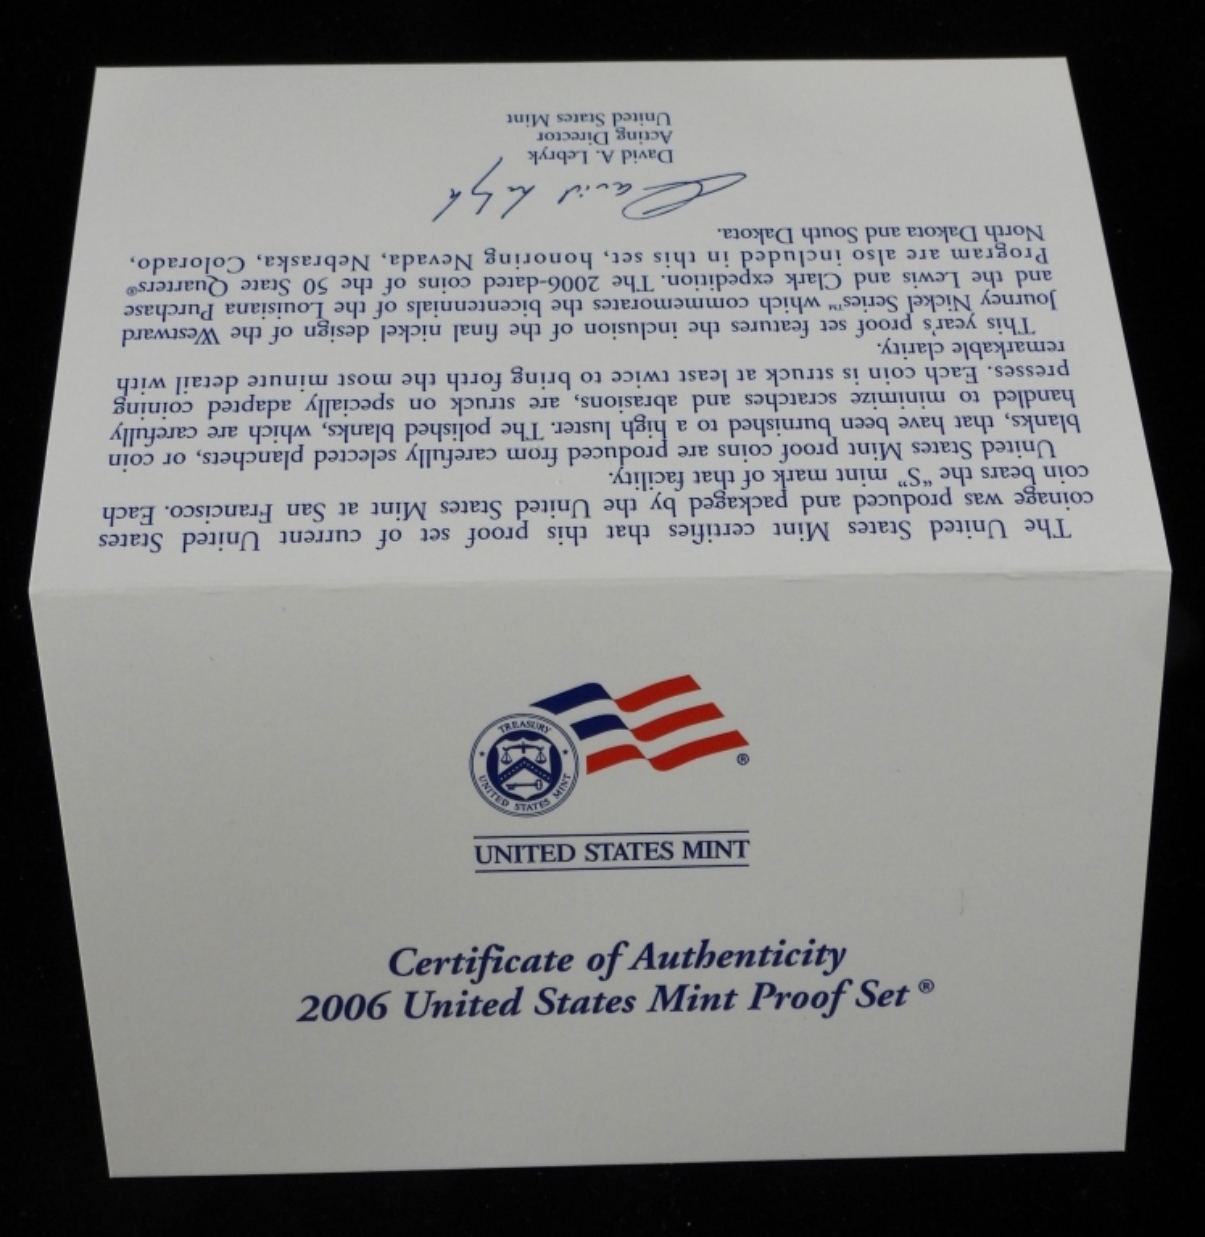 The United States Mint certifies that this proof set of current United States
coinage was produced and packaged by the United States Mint at San Francisco. Each
coin bears the “S” mint mark of that facility.
United States Mint proof coins are produced from carefully selected planchets, or coin
blanks, that have been burnished to a high luster. The polished blanks, which are carefully
handled to minimize scratches and abrasions, are struck on specially adapted coining
presses. Each coin is struck at least twice to bring forth the most minute detail with
remarkable clarity.
This year's proof set features the inclusion of the final nickel design of the Westward
Journey Nickel Series™ which commemorates the bicentennials of the Louisiana Purchase
and the Lewis and Clark expedition. The 2006-dated coins of the 50 State Quarters®
Program are also included in this set, honoring Nevada, Nebraska, Colorado,
North Dakota and South Dakota.
David A. Lebryk
David A. Lebryk
Acting Director
United States Mint
TREASURY
UNITED STATES MINT
®
UNITED STATES MINT
Certificate of Authenticity
2006 United States Mint Proof Set ®